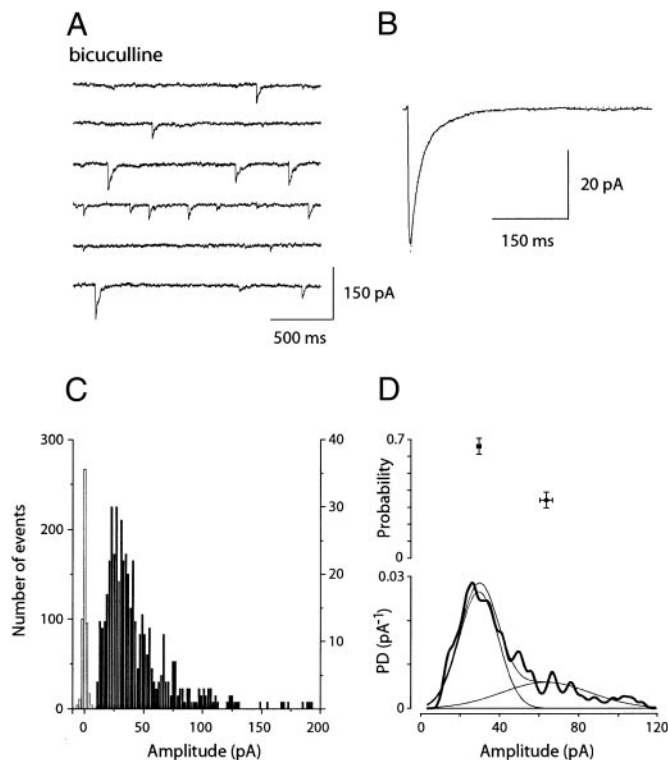 A
bicuculline
150 pA
500 ms
B
20 pA
150 ms
C
300
200
100
0
Number of events
40
30
20
10
0
0
50
100
150
200
Amplitude (pA)
D
0.7
0
Probability
0.03
0
PD (pA-1)
0
40
80
120
Amplitude (pA)